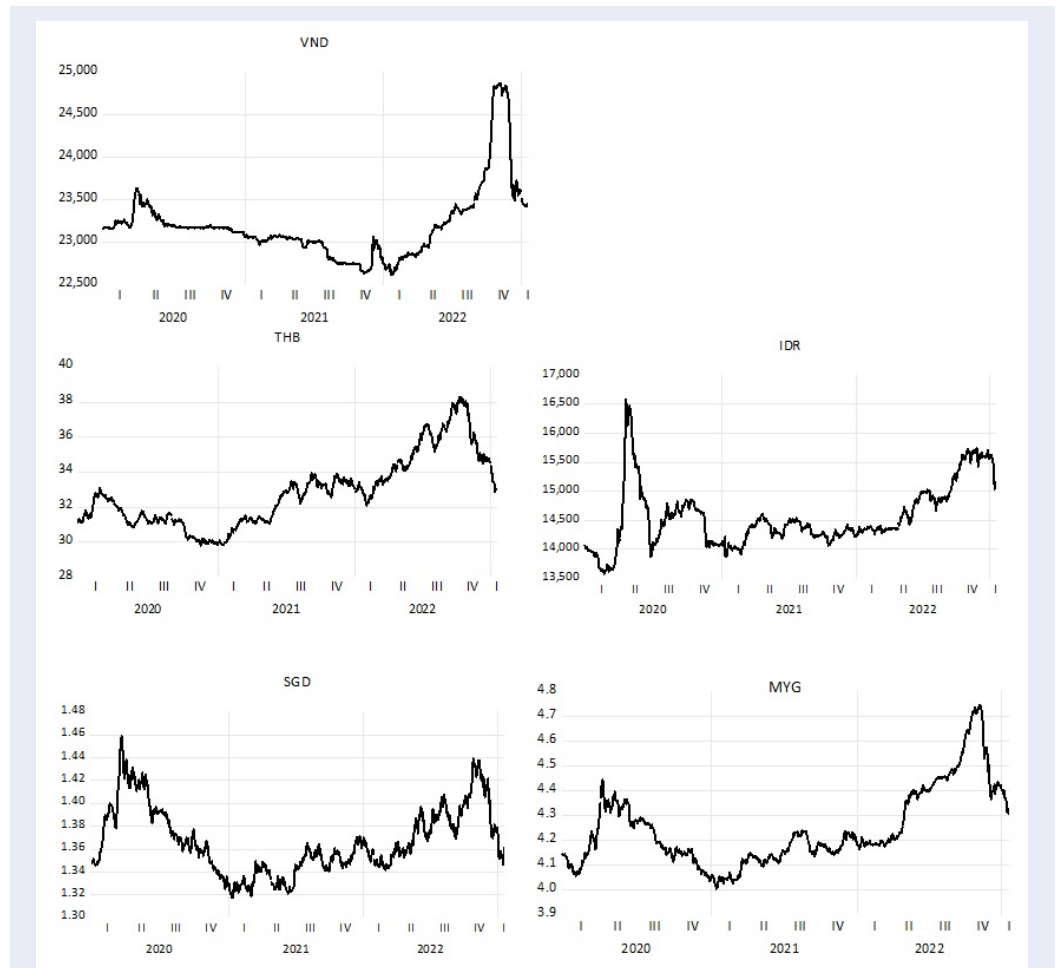 VND
25,000
24,500
24,000
23,500
23,000
22,500
I II III IV I II III IV I II III IV I
2020 2021 2022
THB
40
38
36
34
32
30
28
I II III IV I II III IV I II III IV I
2020 2021 2022
IDR
17,000
16,500
16,000
15,500
15,000
14,500
14,000
13,500
I II III IV I II III IV I II III IV I
2020 2021 2022
SGD
1.48
1.46
1.44
1.42
1.40
1.38
1.36
1.34
1.32
1.30
I II III IV I II III IV I II III IV I
2020 2021 2022
MYG
4.8
4.7
4.6
4.5
4.4
4.3
4.2
4.1
4.0
3.9
I II III IV I II III IV I II III IV I
2020 2021 2022